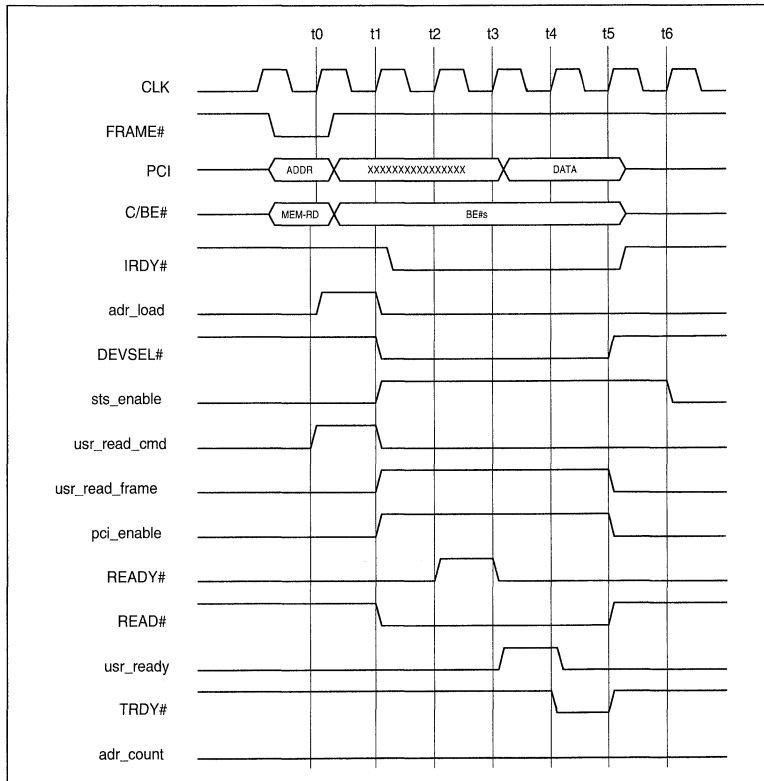 t0 t1 t2 t3 t4 t5 t6
CLK
FRAME#
PCI ADDR XXXXXXXXXXXXXXXX DATA
C/BE# MEM-RD BE#s
IRDY#
adr_load
DEVSEL#
sts_enable
usr_read_cmd
usr_read_frame
pci_enable
READY#
READ#
usr_ready
TRDY#
adr_count